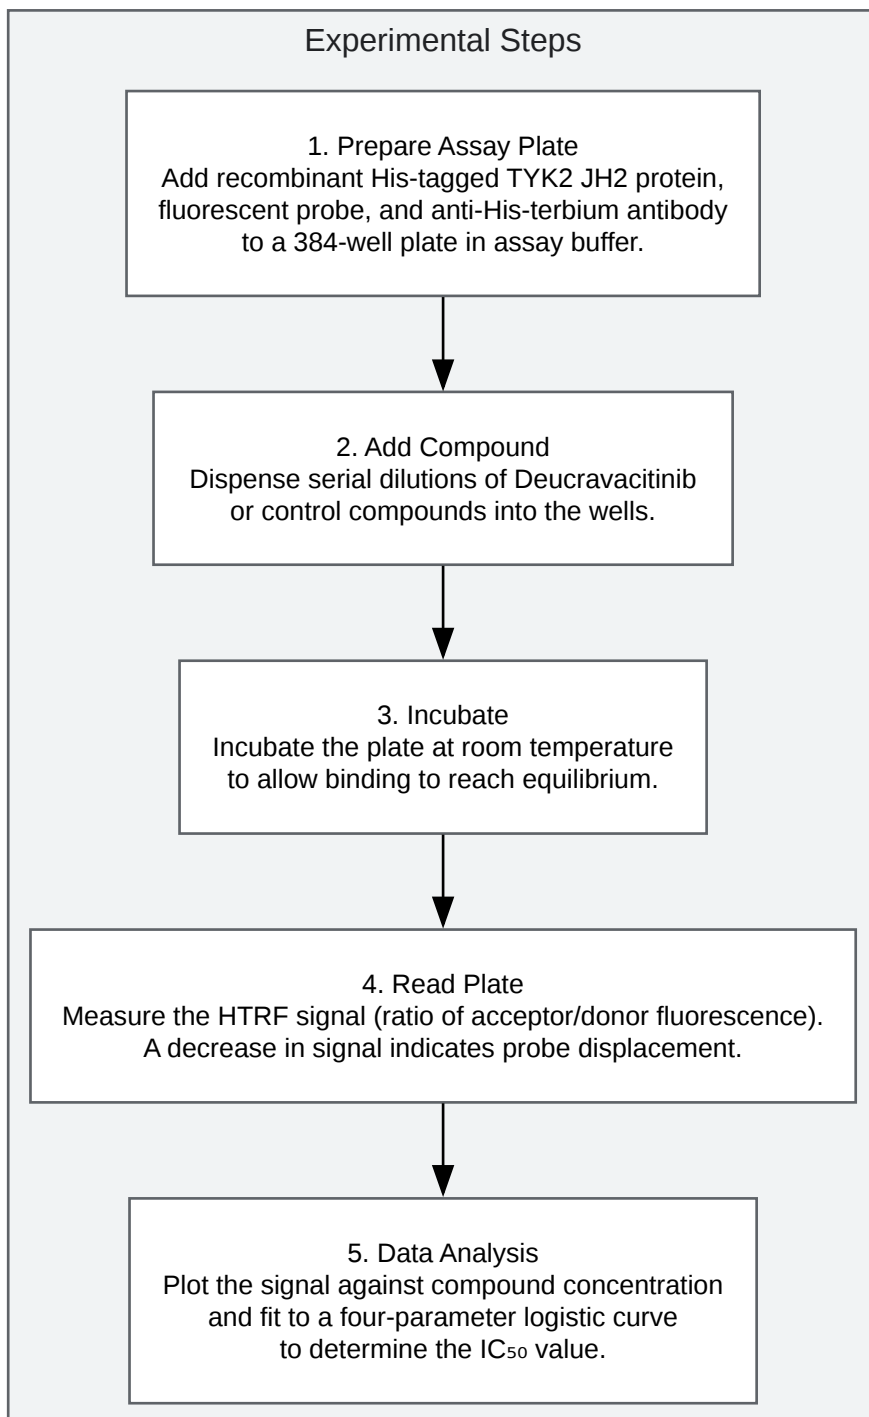 Experimental Steps
1. Prepare Assay Plate
Add recombinant His-tagged TYK2 JH2 protein,
fluorescent probe, and anti-His-terbium antibody
to a 384-well plate in assay buffer.
2. Add Compound
Dispense serial dilutions of Deucravacitinib
or control compounds into the wells.
3. Incubate
Incubate the plate at room temperature
to allow binding to reach equilibrium.
4. Read Plate
Measure the HTRF signal (ratio of acceptor/donor fluorescence).
A decrease in signal indicates probe displacement.
5. Data Analysis
Plot the signal against compound concentration
and fit to a four-parameter logistic curve
to determine the IC₅₀ value.